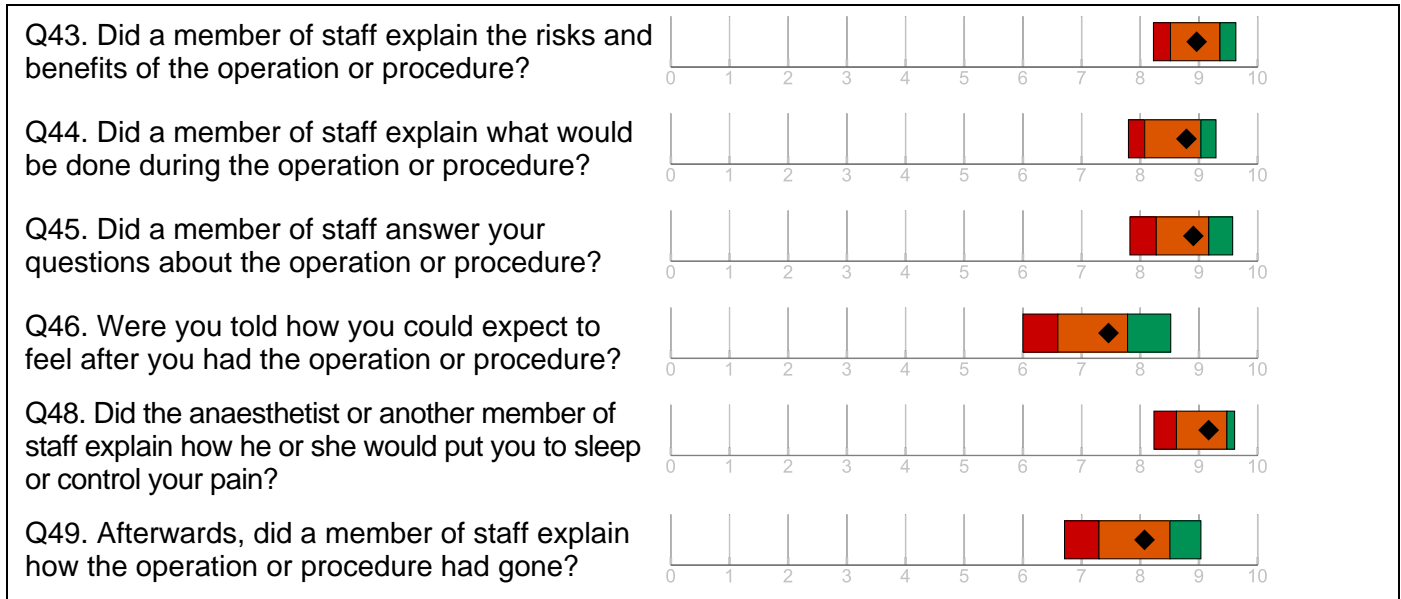 Q43. Did a member of staff explain the risks and
benefits of the operation or procedure?
0 1 2 3 4 5 6 7 8 9 10
Q44. Did a member of staff explain what would
be done during the operation or procedure?
0 1 2 3 4 5 6 7 8 9 10
Q45. Did a member of staff answer your
questions about the operation or procedure?
0 1 2 3 4 5 6 7 8 9 10
Q46. Were you told how you could expect to
feel after you had the operation or procedure?
0 1 2 3 4 5 6 7 8 9 10
Q48. Did the anaesthetist or another member of
staff explain how he or she would put you to sleep
or control your pain?
0 1 2 3 4 5 6 7 8 9 10
Q49. Afterwards, did a member of staff explain
how the operation or procedure had gone?
0 1 2 3 4 5 6 7 8 9 10